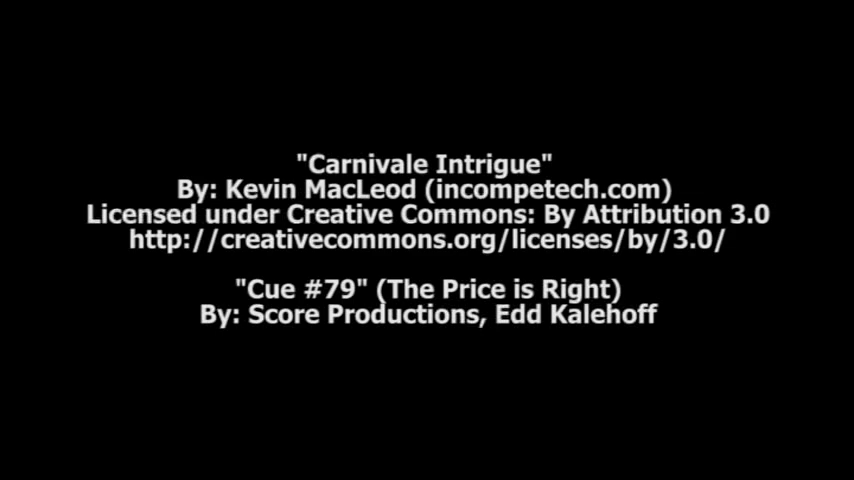 "Carnivale Intrigue"
By: Kevin MacLeod (incompetech.com)
Licensed under Creative Commons: By Attribution 3.0
http://creativecommons.org/licenses/by/3.0/
"Cue #79" (The Price is Right)
By: Score Productions, Edd Kalehoff